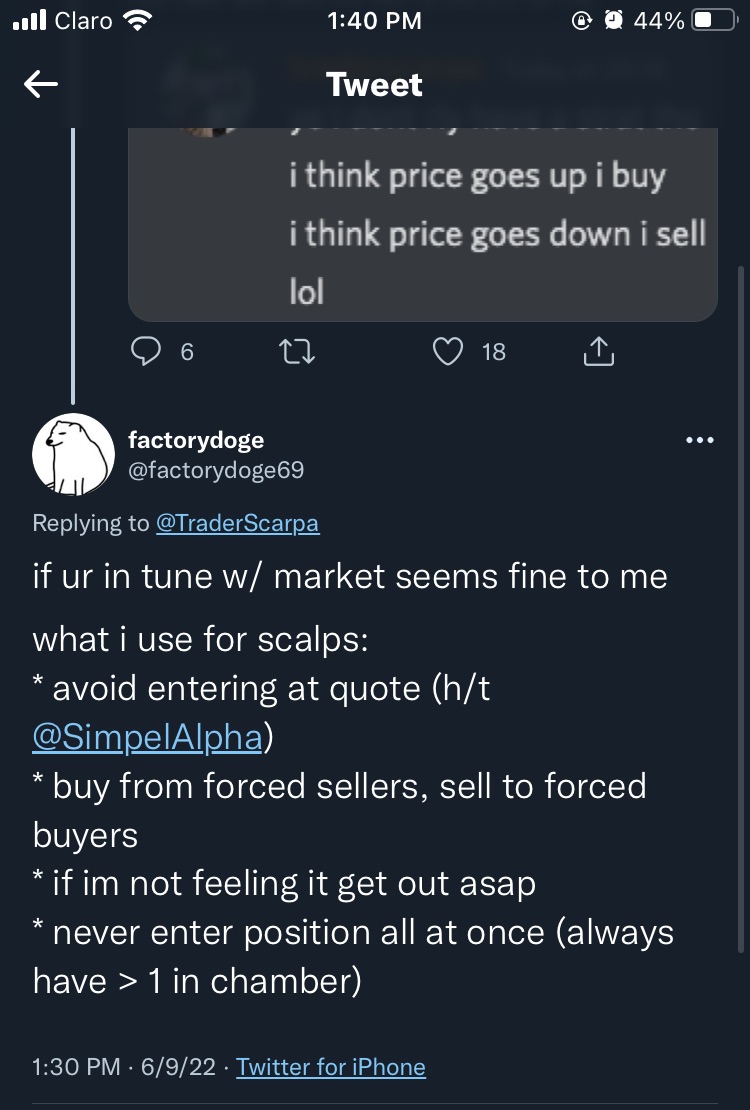 Claro 1:40 PM 44%
Tweet
i think price goes up i buy
i think price goes down i sell
lol
6 18
factorydoge
@factorydoge69
Replying to @TraderScarpa
if ur in tune w/ market seems fine to me
what i use for scalps:
* avoid entering at quote (h/t
@SimpelAlpha)
* buy from forced sellers, sell to forced
buyers
* if im not feeling it get out asap
* never enter position all at once (always
have > 1 in chamber)
1:30 PM · 6/9/22 · Twitter for iPhone